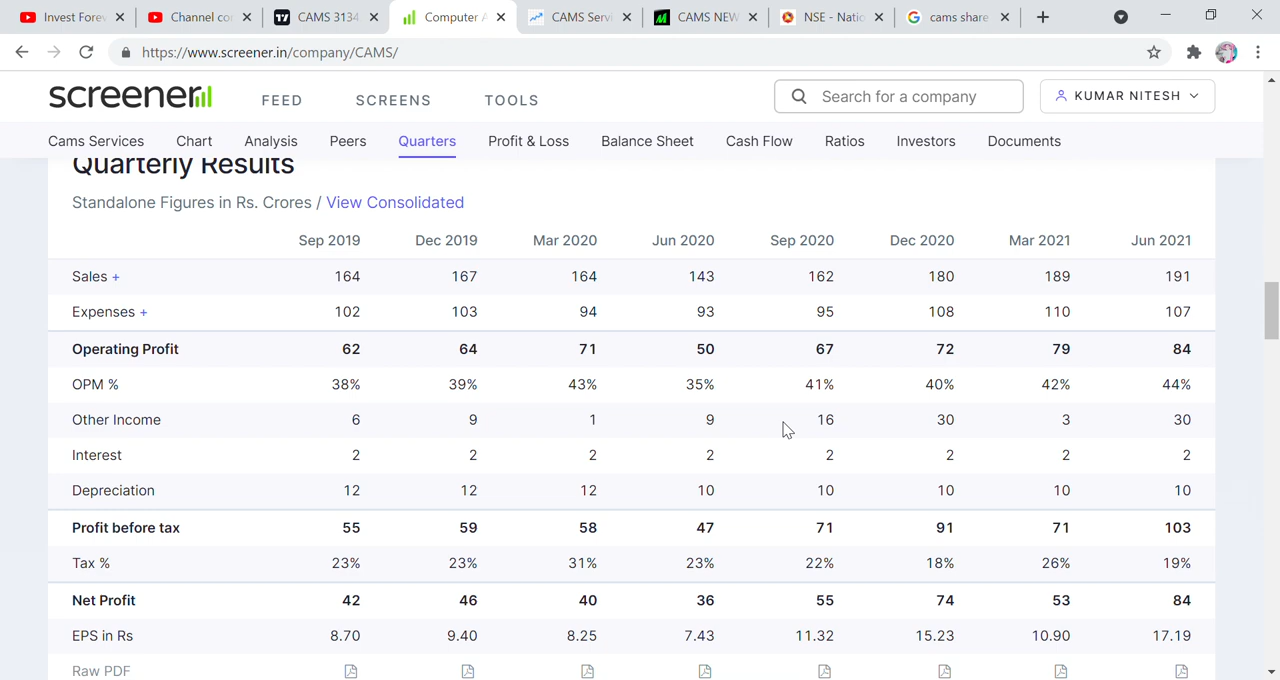 Invest Forev
Channel co
CAMS 3134
Computer A
CAMS Servi
CAMS NEW
NSE - Natio
cams share
https://www.screener.in/company/CAMS/
screener
FEED SCREENS TOOLS
Search for a company
KUMAR NITESH
Cams Services Chart Analysis Peers Quarters Profit & Loss Balance Sheet Cash Flow Ratios Investors Documents
Quarterly Results
Standalone Figures in Rs. Crores / View Consolidated
Sep 2019 Dec 2019 Mar 2020 Jun 2020 Sep 2020 Dec 2020 Mar 2021 Jun 2021
Sales + 164 167 164 143 162 180 189 191
Expenses + 102 103 94 93 95 108 110 107
Operating Profit 62 64 71 50 67 72 79 84
OPM % 38% 39% 43% 35% 41% 40% 42% 44%
Other Income 6 9 1 9 16 30 3 30
Interest 2 2 2 2 2 2 2 2
Depreciation 12 12 12 10 10 10 10 10
Profit before tax 55 59 58 47 71 91 71 103
Tax % 23% 23% 31% 23% 22% 18% 26% 19%
Net Profit 42 46 40 36 55 74 53 84
EPS in Rs 8.70 9.40 8.25 7.43 11.32 15.23 10.90 17.19
Raw PDF